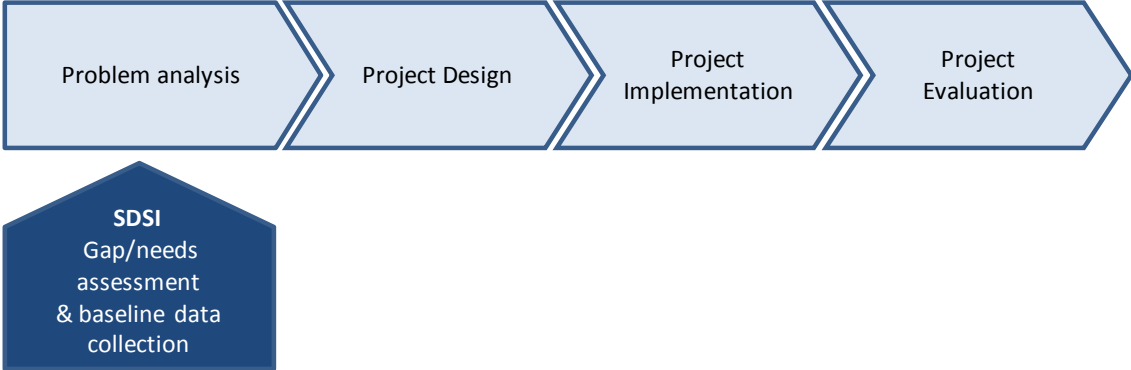 Problem analysis
Project Design
Project
Implementation
Project
Evaluation
SDSI
Gap/needs
assessment
& baseline data
collection